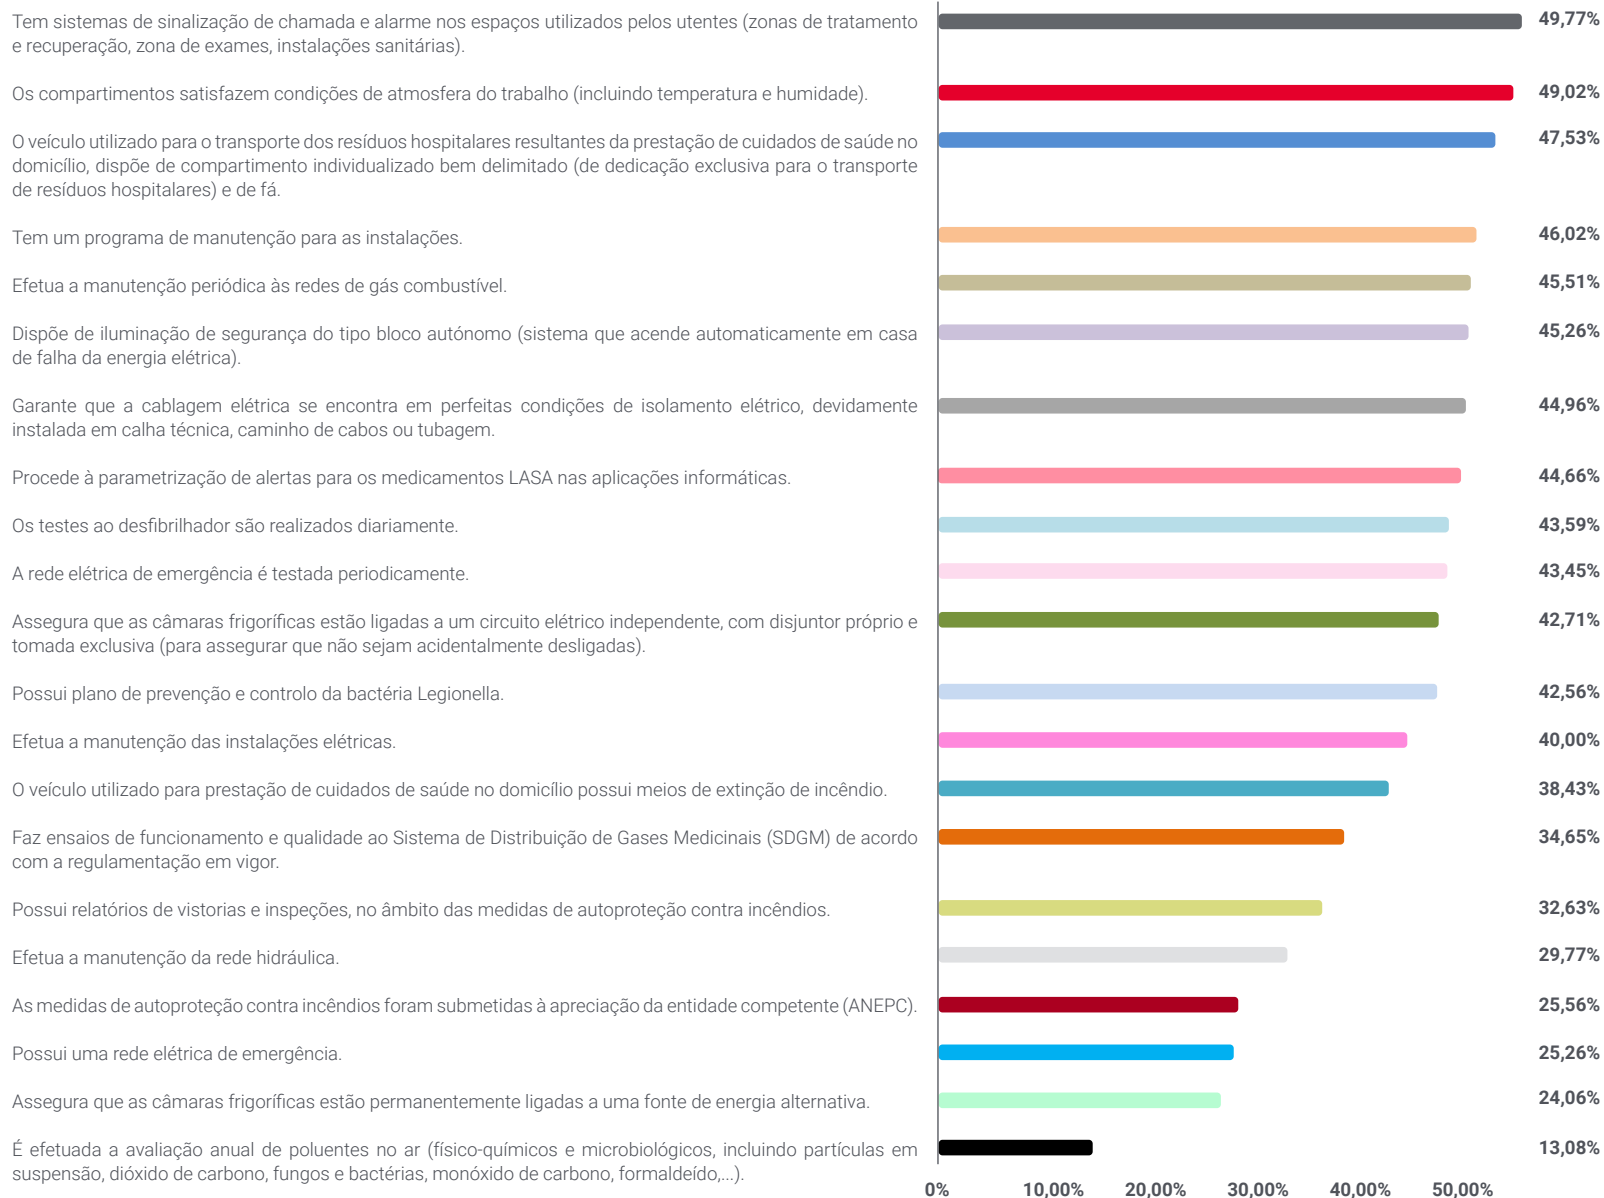 Tem sistemas de sinalização de chamada e alarme nos espaços utilizados pelos utentes (zonas de tratamento
e recuperação, zona de exames, instalações sanitárias).
49,77%
Os compartimentos satisfazem condições de atmosfera do trabalho (incluindo temperatura e humidade).
49,02%
O veículo utilizado para o transporte dos resíduos hospitalares resultantes da prestação de cuidados de saúde no
domicílio, dispõe de compartimento individualizado bem delimitado (de dedicação exclusiva para o transporte
de resíduos hospitalares) e de fá.
47,53%
Tem um programa de manutenção para as instalações.
46,02%
Efetua a manutenção periódica às redes de gás combustível.
45,51%
Dispõe de iluminação de segurança do tipo bloco autónomo (sistema que acende automaticamente em casa
de falha da energia elétrica).
45,26%
Garante que a cablagem elétrica se encontra em perfeitas condições de isolamento elétrico, devidamente
instalada em calha técnica, caminho de cabos ou tubagem.
44,96%
Procede à parametrização de alertas para os medicamentos LASA nas aplicações informáticas.
44,66%
Os testes ao desfibrilhador são realizados diariamente.
43,59%
A rede elétrica de emergência é testada periodicamente.
43,45%
Assegura que as câmaras frigoríficas estão ligadas a um circuito elétrico independente, com disjuntor próprio e
tomada exclusiva (para assegurar que não sejam acidentalmente desligadas).
42,71%
Possui plano de prevenção e controlo da bactéria Legionella.
42,56%
Efetua a manutenção das instalações elétricas.
40,00%
O veículo utilizado para prestação de cuidados de saúde no domicílio possui meios de extinção de incêndio.
38,43%
Faz ensaios de funcionamento e qualidade ao Sistema de Distribuição de Gases Medicinais (SDGM) de acordo
com a regulamentação em vigor.
34,65%
Possui relatórios de vistorias e inspeções, no âmbito das medidas de autoproteção contra incêndios.
32,63%
Efetua a manutenção da rede hidráulica.
29,77%
As medidas de autoproteção contra incêndios foram submetidas à apreciação da entidade competente (ANEPC).
25,56%
Possui uma rede elétrica de emergência.
25,26%
Assegura que as câmaras frigoríficas estão permanentemente ligadas a uma fonte de energia alternativa.
24,06%
É efetuada a avaliação anual de poluentes no ar (físico-químicos e microbiológicos, incluindo partículas em
suspensão, dióxido de carbono, fungos e bactérias, monóxido de carbono, formaldeído,...).
13,08%
0% 10,00% 20,00% 30,00% 40,00% 50,00%